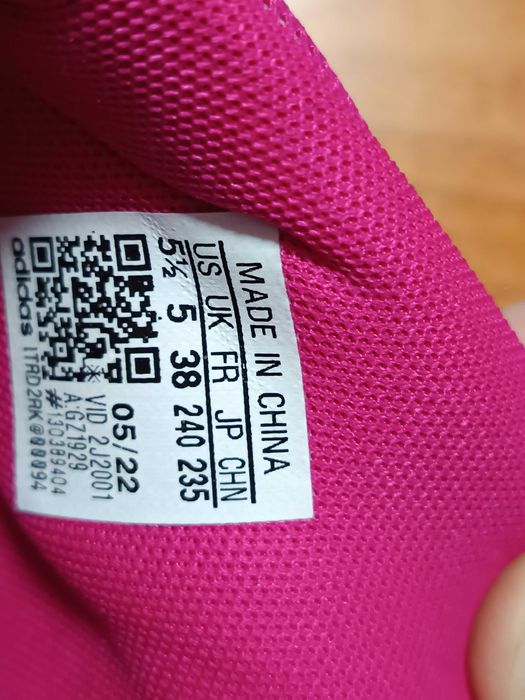 MADE IN CHINA
US UK FR JP CHN
5½ 5 38 240 235
05/22
VID 2J2001
A:GZ1929
#130389404
adidas ITRD2RK@00094